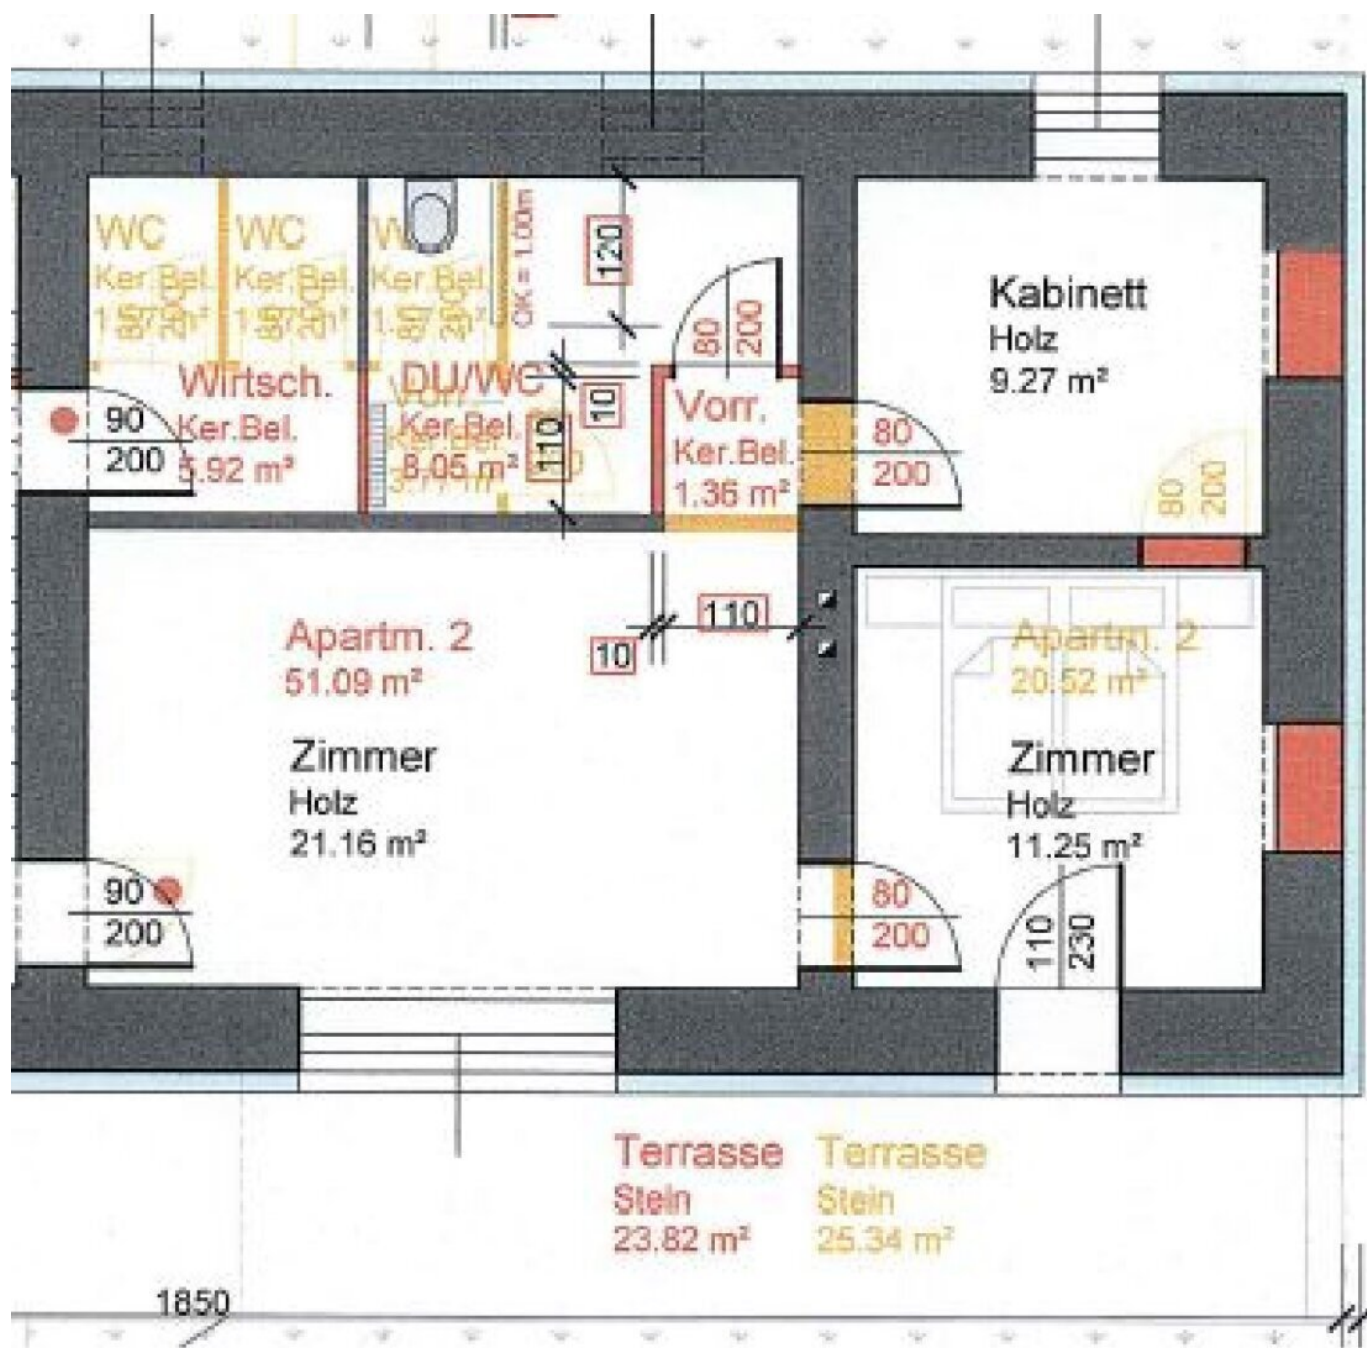 WC
Ker.Bel.
WC
Ker.Bel.
Ker.Bel.
OK = 1.00m
120
80
200
Kabinett
Holz
9.27 m²
Wirtsch.
Ker.Bel.
5.92 m²
DU/WC
Ker.Bel.
8.05 m²
10
110
Vorr.
Ker.Bel.
1.36 m²
90
200
80
200
80
200
110
10
Apartm. 2
51.09 m²
Zimmer
Holz
21.16 m²
Apartm. 2
20.52 m²
Zimmer
Holz
11.25 m²
90
200
80
200
110
230
Terrasse
Stein
23.82 m²
Terrasse
Stein
25.34 m²
1850